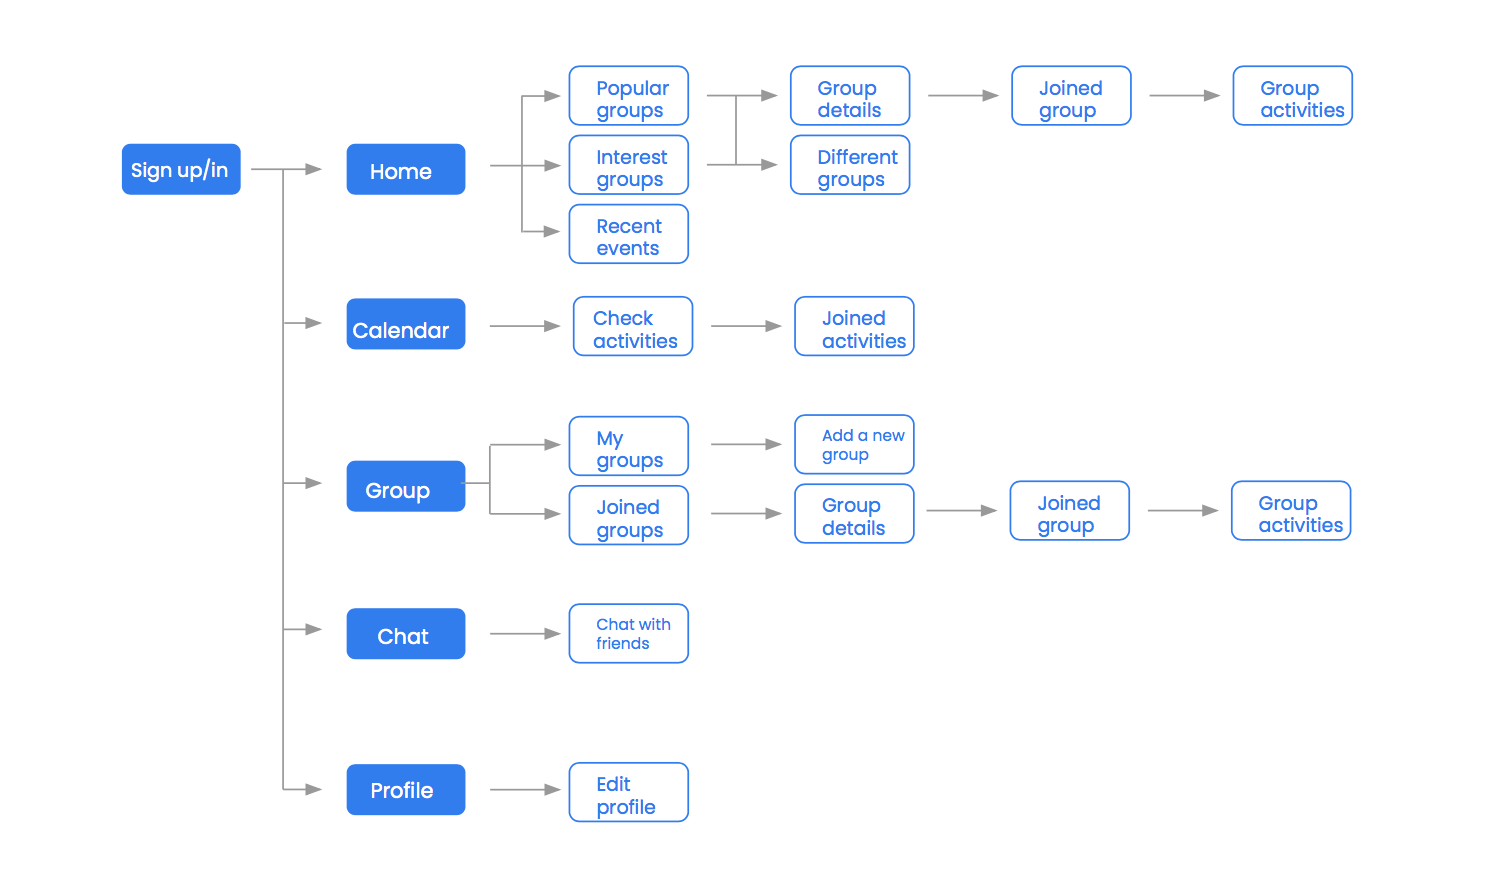 Sign up/in
Home
Popular
groups
Group
details
Joined
group
Group
activities
Interest
groups
Different
groups
Recent
events
Calendar
Check
activities
Joined
activities
Group
My
groups
Add a new
group
Joined
groups
Group
details
Joined
group
Group
activities
Chat
Chat with
friends
Profile
Edit
profile